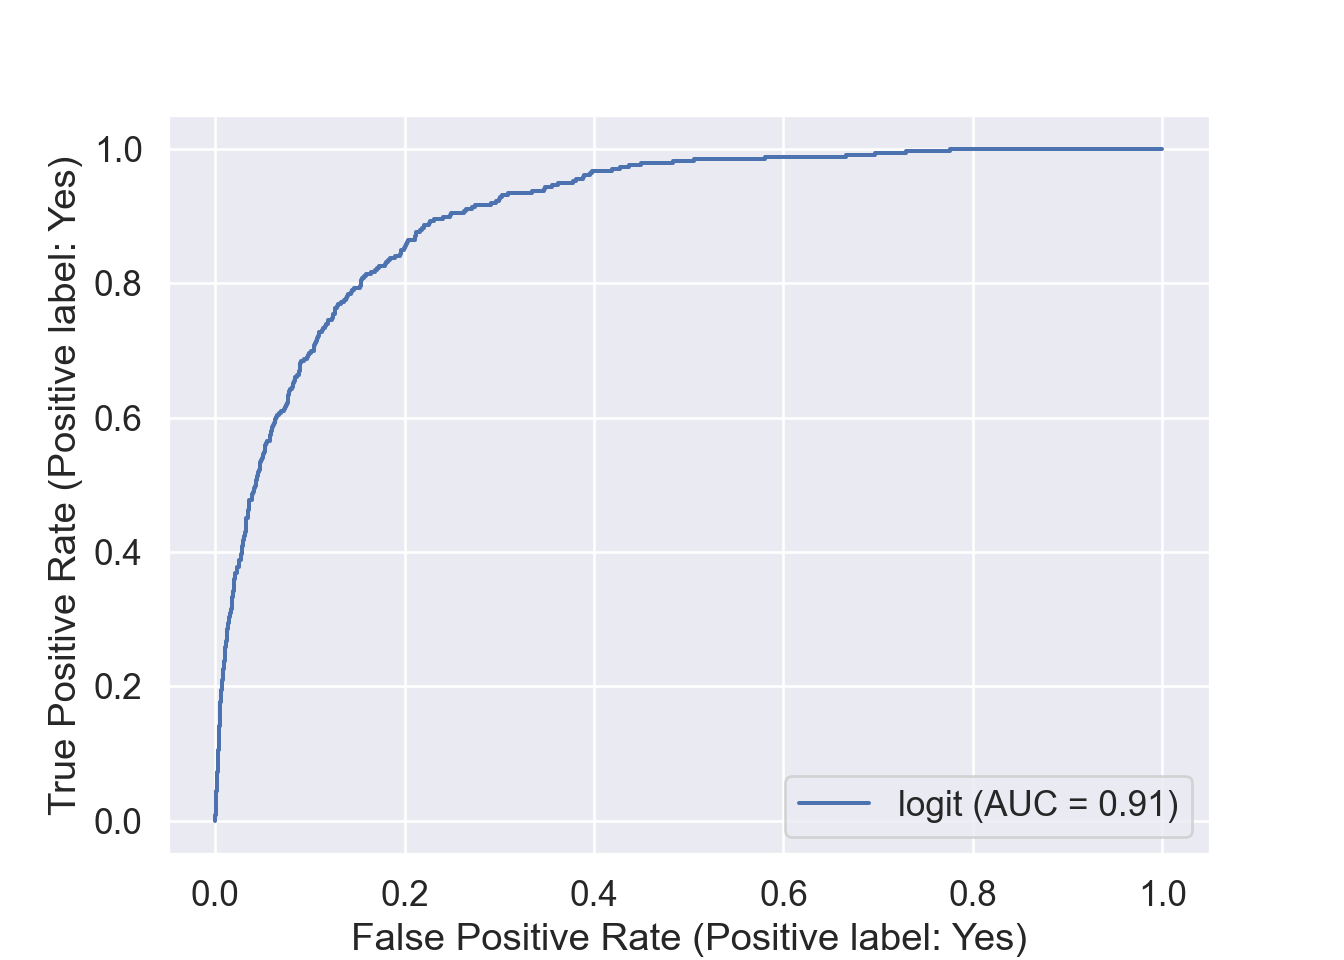 True Positive Rate (Positive label: Yes)
1.0
0.8
0.6
0.4
0.2
0.0
logit (AUC = 0.91)
0.0 0.2 0.4 0.6 0.8 1.0
False Positive Rate (Positive label: Yes)